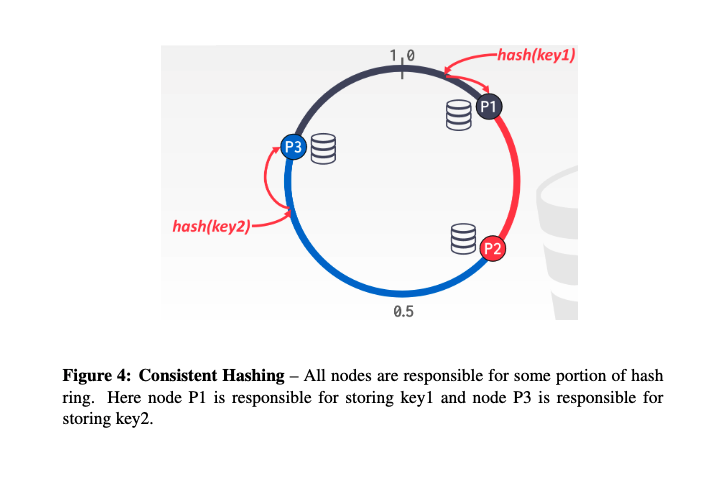 1 0
hash(key1)
P1
P3
hash(key2)
P2
0.5
Figure 4: Consistent Hashing – All nodes are responsible for some portion of hash
ring. Here node P1 is responsible for storing key1 and node P3 is responsible for
storing key2.